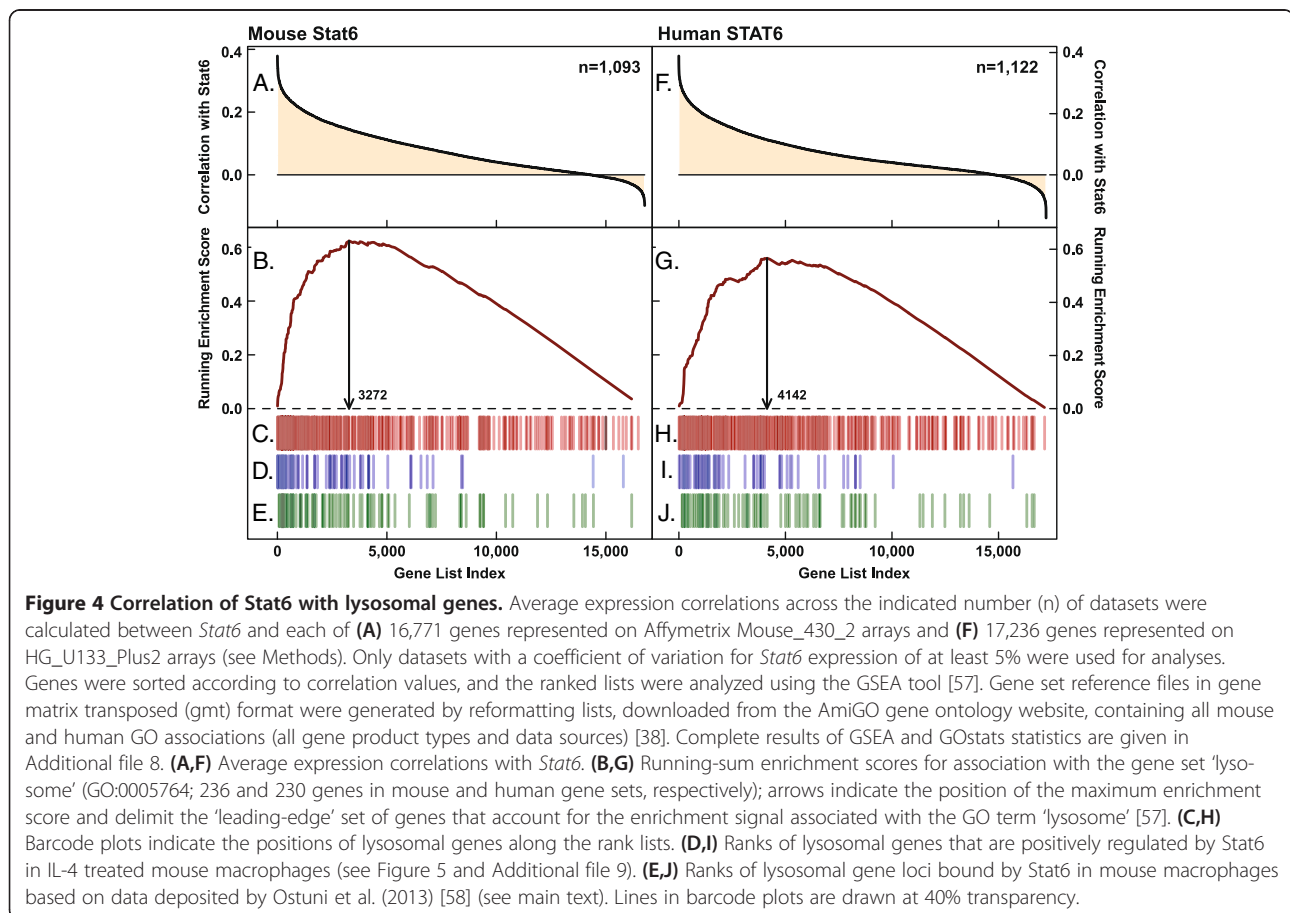 Mouse Stat6
Human STAT6
0.4
0.2
0.0
Correlation with Stat6
A.
n=1,093
F.
n=1,122
0.4
0.2
0.0
Correlation with Stat6
0.6
0.4
0.2
0.0
Running Enrichment Score
B.
3272
G.
4142
0.6
0.4
0.2
0.0
Running Enrichment Score
C.
D.
E.
H.
I.
J.
0 5,000 10,000 15,000
Gene List Index
0 5,000 10,000 15,000
Gene List Index
Figure 4 Correlation of Stat6 with lysosomal genes. Average expression correlations across the indicated number (n) of datasets were
calculated between Stat6 and each of (A) 16,771 genes represented on Affymetrix Mouse_430_2 arrays and (F) 17,236 genes represented on
HG_U133_Plus2 arrays (see Methods). Only datasets with a coefficient of variation for Stat6 expression of at least 5% were used for analyses.
Genes were sorted according to correlation values, and the ranked lists were analyzed using the GSEA tool [57]. Gene set reference files in gene
matrix transposed (gmt) format were generated by reformatting lists, downloaded from the AmiGO gene ontology website, containing all mouse
and human GO associations (all gene product types and data sources) [38]. Complete results of GSEA and GOstats statistics are given in
Additional file 8. (A,F) Average expression correlations with Stat6. (B,G) Running-sum enrichment scores for association with the gene set 'lyso-
some' (GO:0005764; 236 and 230 genes in mouse and human gene sets, respectively); arrows indicate the position of the maximum enrichment
score and delimit the 'leading-edge' set of genes that account for the enrichment signal associated with the GO term 'lysosome' [57]. (C,H)
Barcode plots indicate the positions of lysosomal genes along the rank lists. (D,I) Ranks of lysosomal genes that are positively regulated by Stat6
in IL-4 treated mouse macrophages (see Figure 5 and Additional file 9). (E,J) Ranks of lysosomal gene loci bound by Stat6 in mouse macrophages
based on data deposited by Ostuni et al. (2013) [58] (see main text). Lines in barcode plots are drawn at 40% transparency.